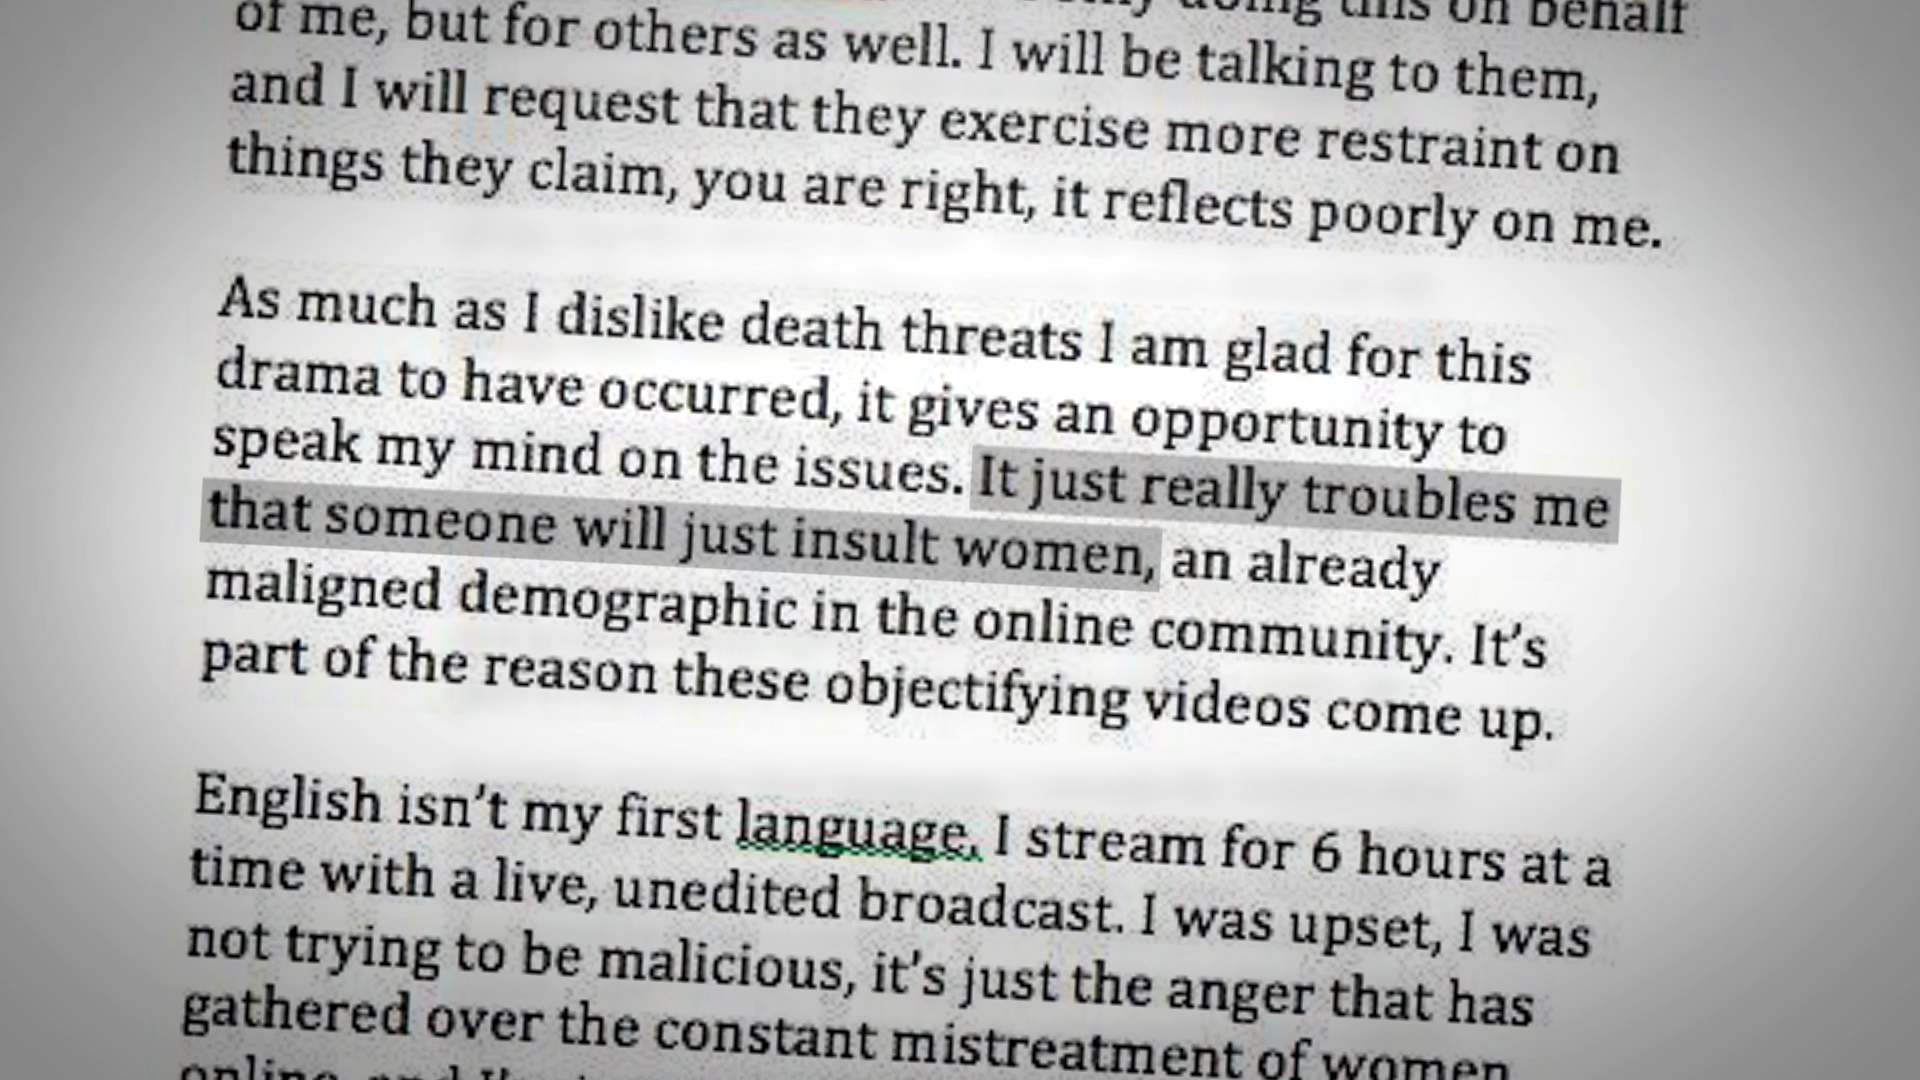 doing this on behalf
of me, but for others as well. I will be talking to them,
and I will request that they exercise more restraint on
things they claim, you are right, it reflects poorly on me.
As much as I dislike death threats I am glad for this
drama to have occurred, it gives an opportunity to
speak my mind on the issues. It just really troubles me
that someone will just insult women, an already
maligned demographic in the online community. It's
part of the reason these objectifying videos come up.
English isn't my first language, I stream for 6 hours at a
time with a live, unedited broadcast. I was upset, I was
not trying to be malicious, it's just the anger that has
gathered over the constant mistreatment of women
online, and